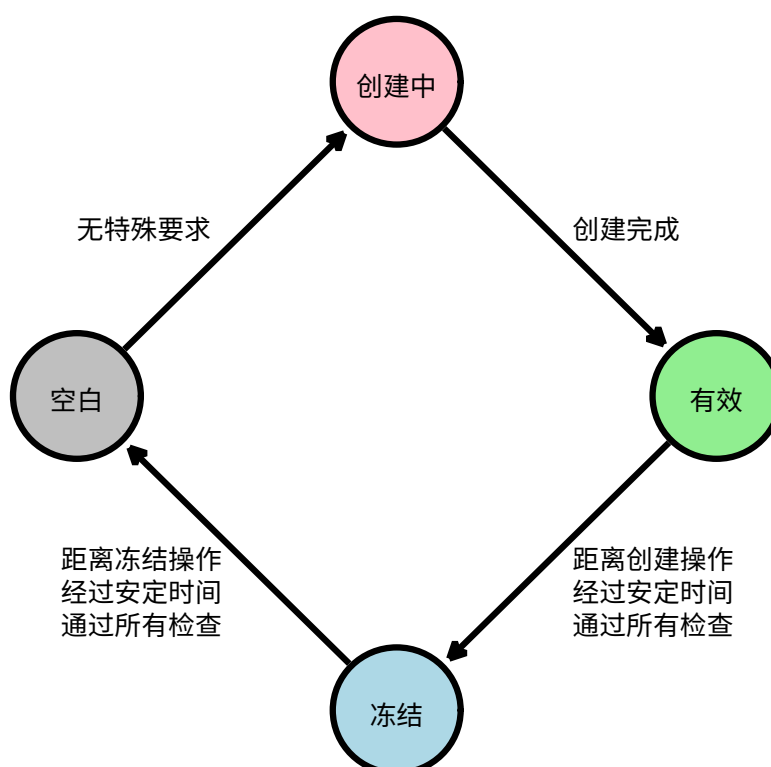 创建中
无特殊要求
创建完成
空白
有效
距离冻结操作
经过安定时间
通过所有检查
距离创建操作
经过安定时间
通过所有检查
冻结